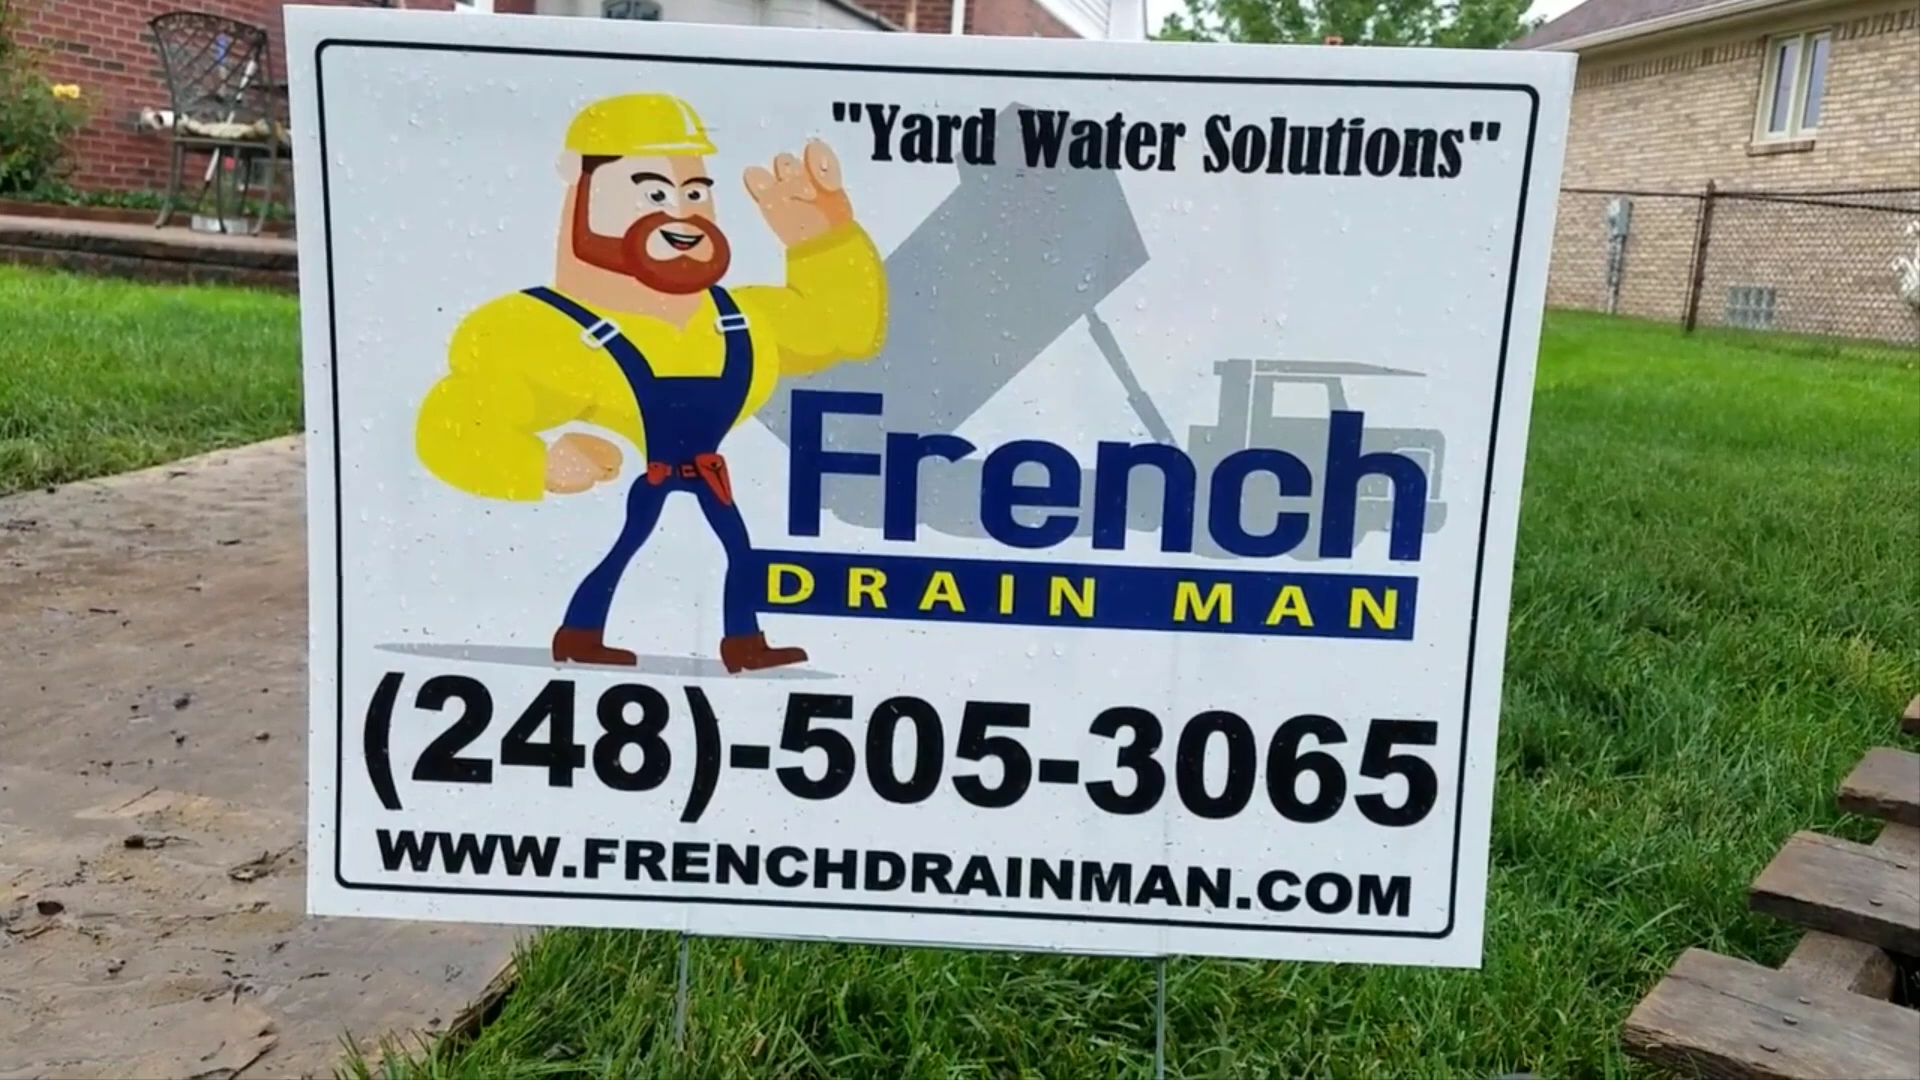 "Yard Water Solutions"
French
DRAIN MAN
(248)-505-3065
WWW.FRENCHDRAINMAN.COM